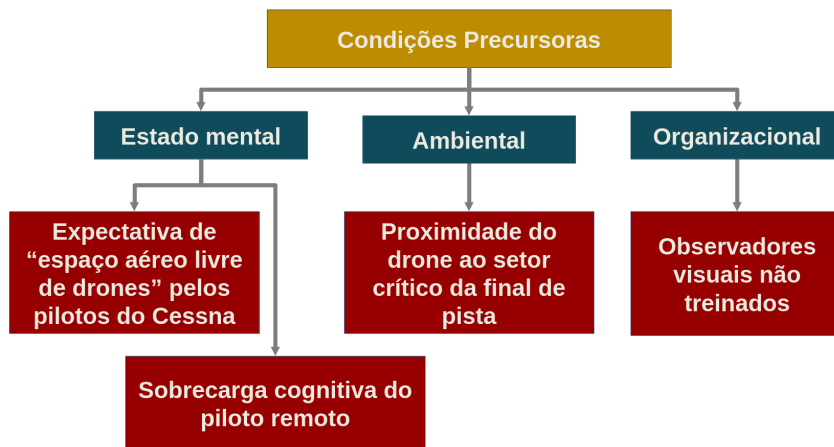 Condições Precursoras
Estado mental
Ambiental
Organizacional
Expectativa de
“espaço aéreo livre
de drones” pelos
pilotos do Cessna
Proximidade do
drone ao setor
crítico da final de
pista
Observadores
visuais não
treinados
Sobrecarga cognitiva do
piloto remoto